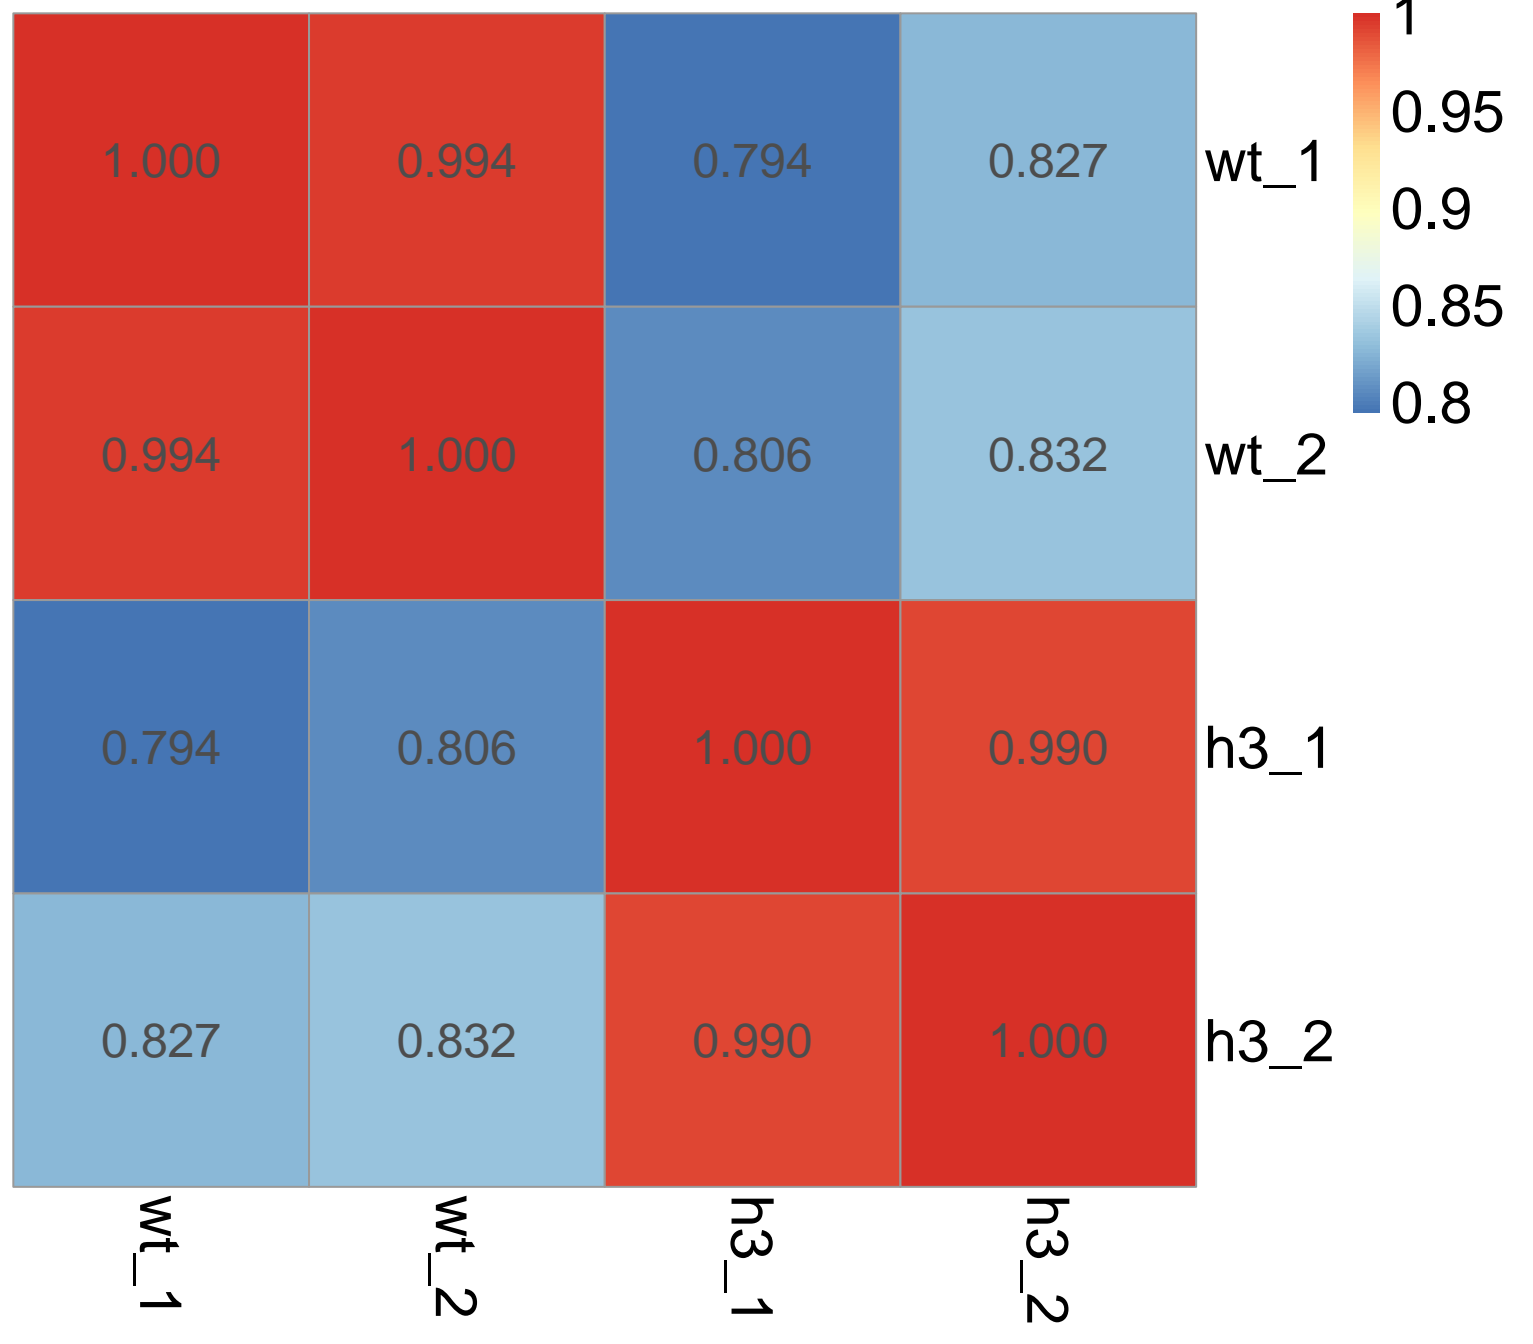 1.000 0.994 0.794 0.827 wt_1
0.994 1.000 0.806 0.832 wt_2
0.794 0.806 1.000 0.990 h3_1
0.827 0.832 0.990 1.000 h3_2
wt_1 wt_2 h3_1 h3_2
1
0.95
0.9
0.85
0.8